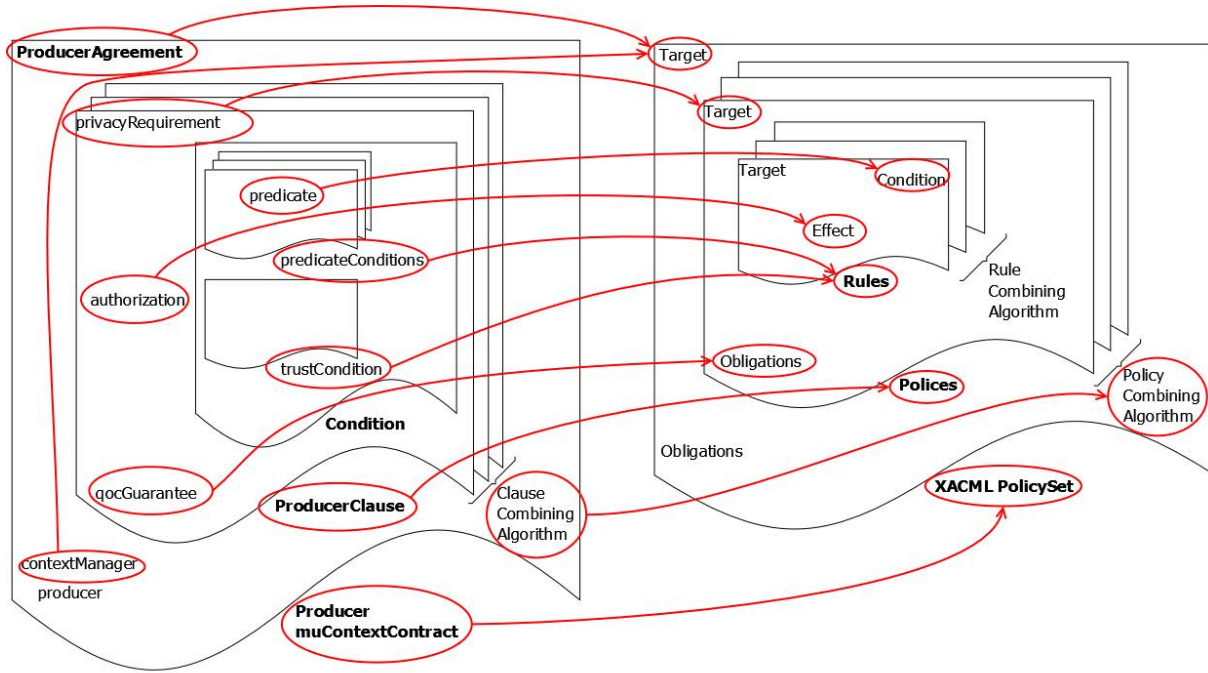 ProducerAgreement
privacyRequirement
predicate
predicateConditions
authorization
trustCondition
Condition
qocGuarantee
ProducerClause
Clause
Combining
Algorithm
contextManager
producer
Producer
muContextContract
Target
Target
Target
Condition
Effect
Rules
Rule
Combining
Algorithm
Obligations
Polices
Policy
Combining
Algorithm
Obligations
XACML PolicySet